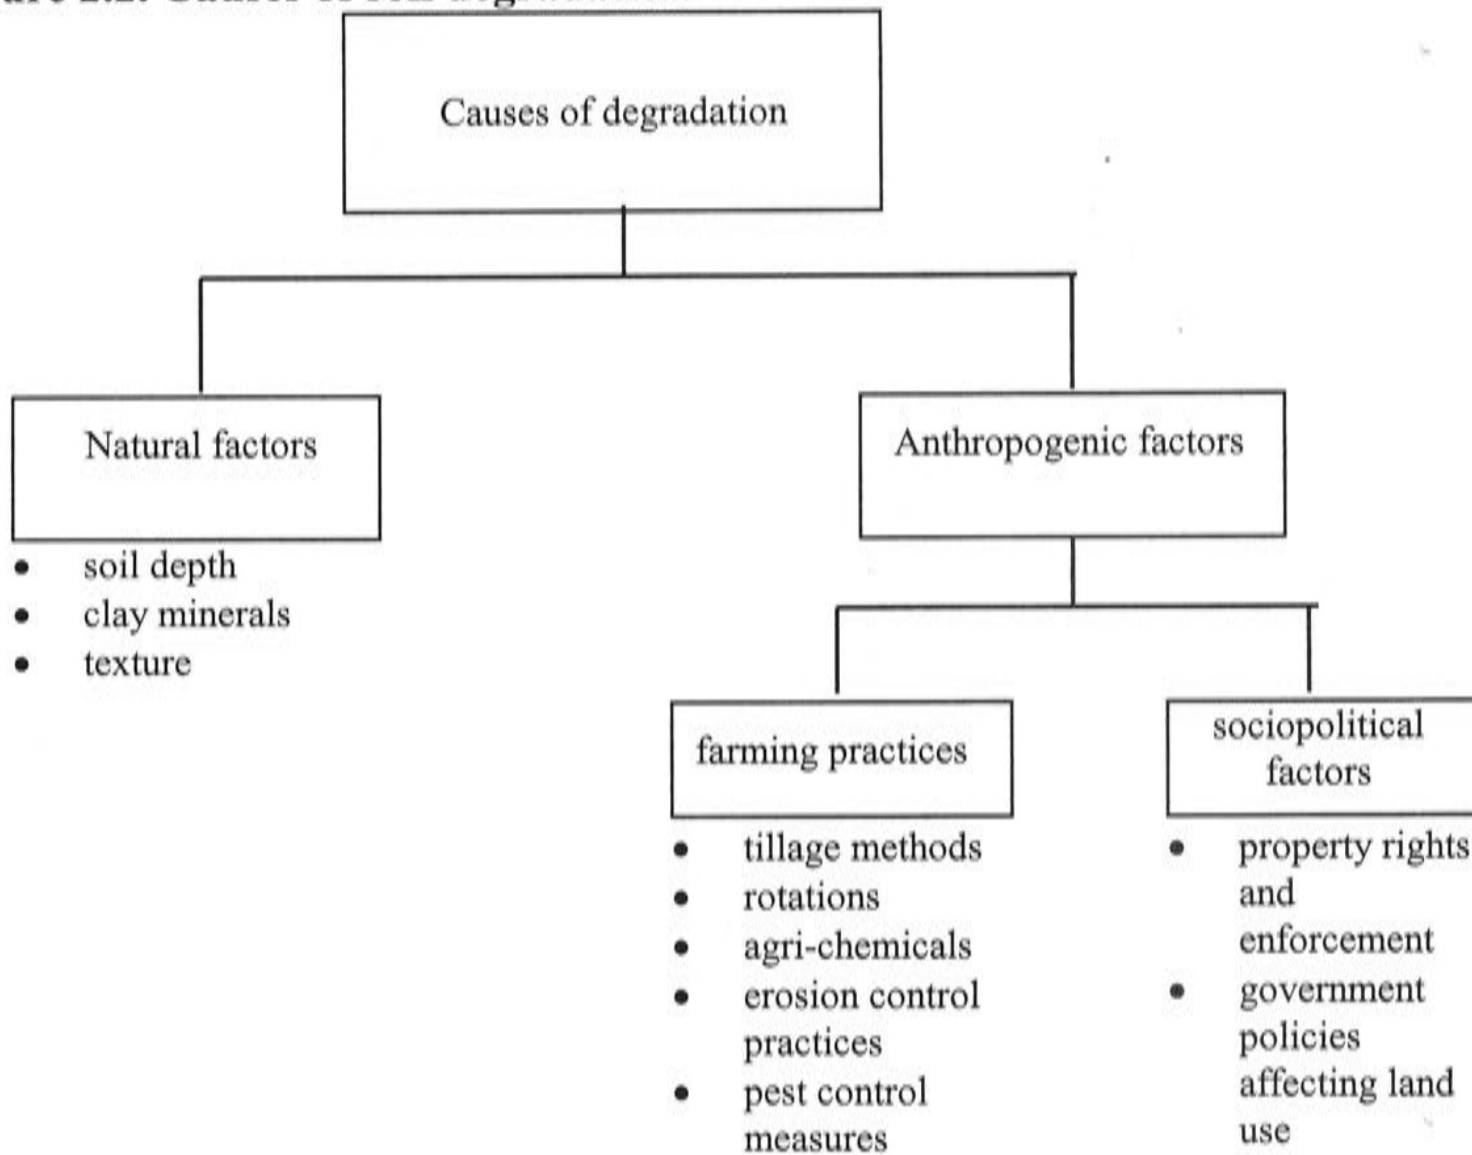 Causes of degradation
Natural factors
• soil depth
• clay minerals
• texture
Anthropogenic factors
farming practices
• tillage methods
• rotations
• agri-chemicals
• erosion control
practices
• pest control
measures
sociopolitical
factors
• property rights
and
enforcement
• government
policies
affecting land
use